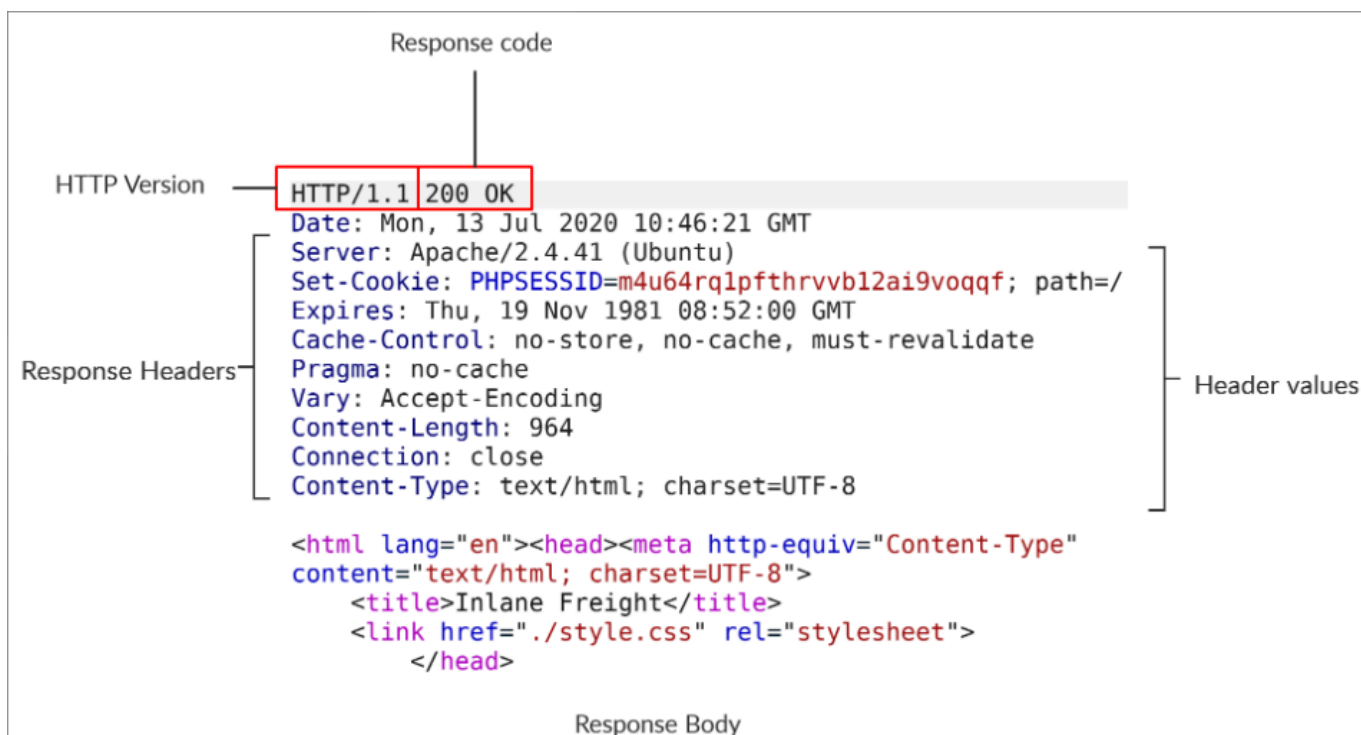 Response code
HTTP Version
HTTP/1.1 200 OK
Date: Mon, 13 Jul 2020 10:46:21 GMT
Server: Apache/2.4.41 (Ubuntu)
Set-Cookie: PHPSESSID=m4u64rq1pfthrvvb12ai9voqqf; path=/
Expires: Thu, 19 Nov 1981 08:52:00 GMT
Cache-Control: no-store, no-cache, must-revalidate
Response Headers
Pragma: no-cache
Header values
Vary: Accept-Encoding
Content-Length: 964
Connection: close
Content-Type: text/html; charset=UTF-8
<html lang="en"><head><meta http-equiv="Content-Type"
content="text/html; charset=UTF-8">
<title>Inlane Freight</title>
<link href="./style.css" rel="stylesheet">
</head>
Response Body